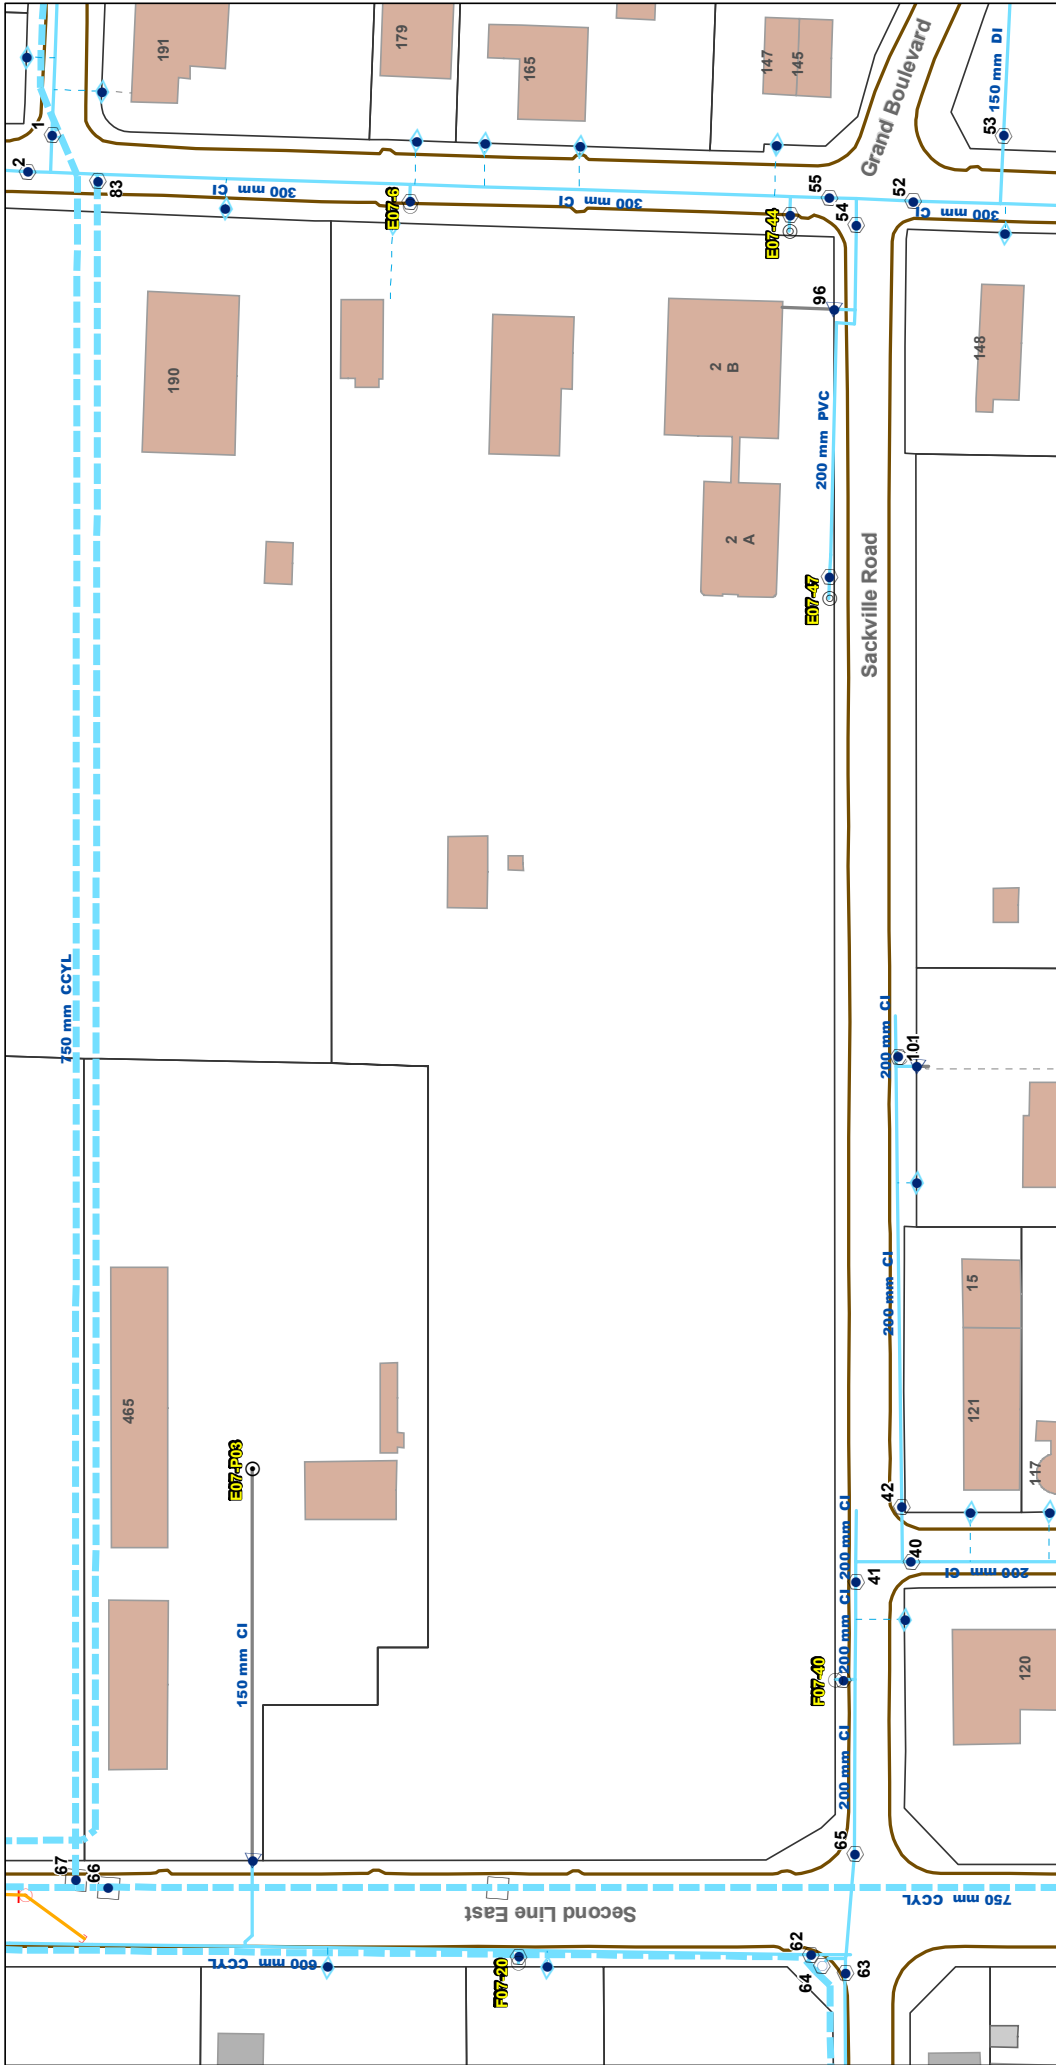 191
179
165
147
145
150 mm DI
Grand Boulevard
53
1
2
83
300 mm CI
E07-6
300 mm CI
E07-44
55
54
52
300 mm CI
96
190
2
B
2
A
200 mm PVC
148
E07-47
Sackville Road
750 mm CCYL
200 mm CI
101
200 mm CI
465
15
121
117
E07-P03
42
40
200 mm CI
41
200 mm CI
200 mm CI
F07-40
120
150 mm CI
200 mm CI
65
67
66
Second Line East
750 mm CCYL
600 mm CCYL
F07-20
62
64
63